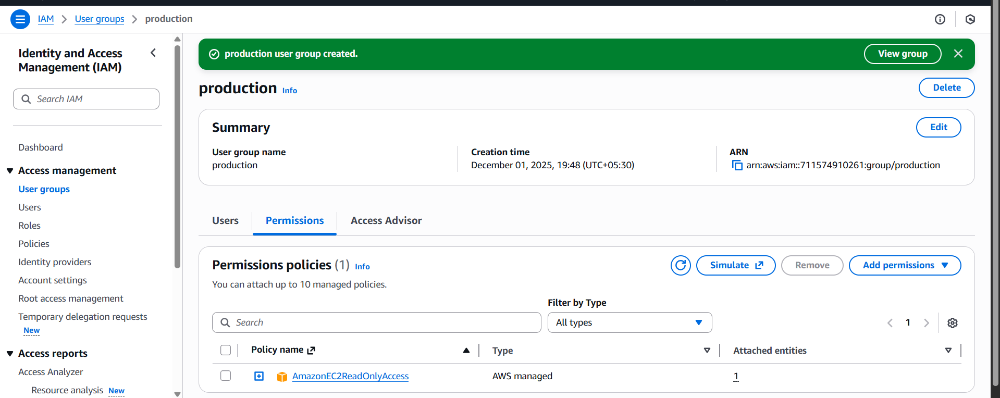 IAM > User groups > production
Identity and Access
Management (IAM)
Search IAM
Dashboard
Access management
User groups
Users
Roles
Policies
Identity providers
Account settings
Root access management
Temporary delegation requests
New
Access reports
Access Analyzer
Resource analysis New
production user group created.
View group
production Info
Delete
Summary
Edit
User group name
production
Creation time
December 01, 2025, 19:48 (UTC+05:30)
ARN
arn:aws:iam::711574910261:group/production
Users
Permissions
Access Advisor
Permissions policies (1) Info
Simulate
Remove
Add permissions
You can attach up to 10 managed policies.
Filter by Type
Search
All types
1
Policy name
Type
Attached entities
AmazonEC2ReadOnlyAccess
AWS managed
1